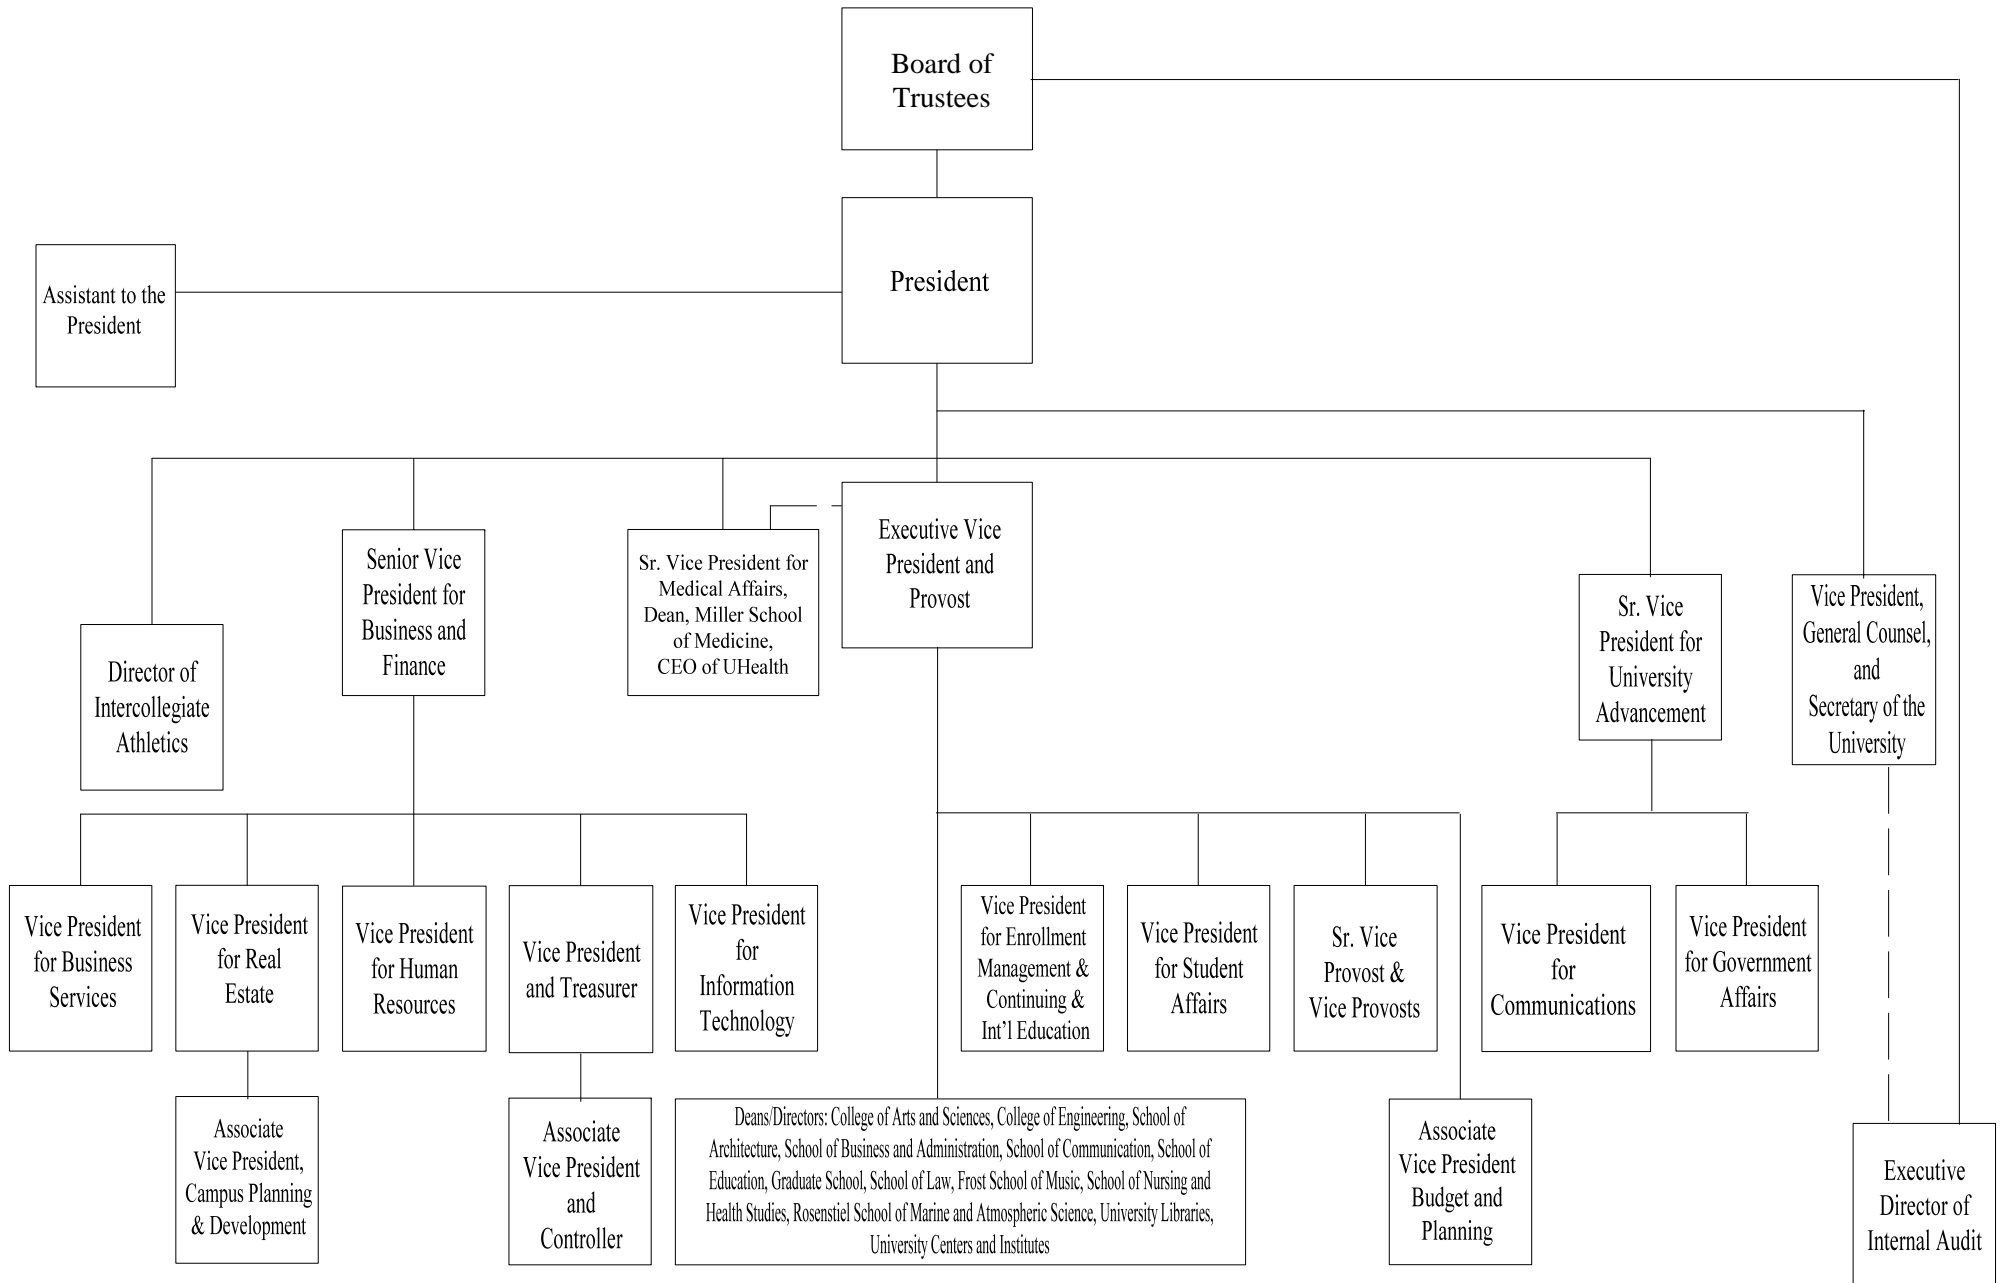 Board of
Trustees
President
Assistant to the
President
Executive Vice
President and
Provost
Senior Vice
President for
Business and
Finance
Sr. Vice President for
Medical Affairs,
Dean, Miller School
of Medicine,
CEO of UHealth
Sr. Vice
President for
University
Advancement
Vice President,
General Counsel,
and
Secretary of the
University
Director of
Intercollegiate
Athletics
Vice President
for Business
Services
Vice President
for Real
Estate
Vice President
for Human
Resources
Vice President
and Treasurer
Vice President
for
Information
Technology
Vice President
for Enrollment
Management &
Continuing &
Int’l Education
Vice President
for Student
Affairs
Sr. Vice
Provost &
Vice Provosts
Vice President
for
Communications
Vice President
for Government
Affairs
Associate
Vice President,
Campus Planning
& Development
Associate
Vice President
and
Controller
Deans/Directors: College of Arts and Sciences, College of Engineering, School of
Architecture, School of Business and Administration, School of Communication, School of
Education, Graduate School, School of Law, Frost School of Music, School of Nursing and
Health Studies, Rosenstiel School of Marine and Atmospheric Science, University Libraries,
University Centers and Institutes
Associate
Vice President
Budget and
Planning
Executive
Director of
Internal Audit